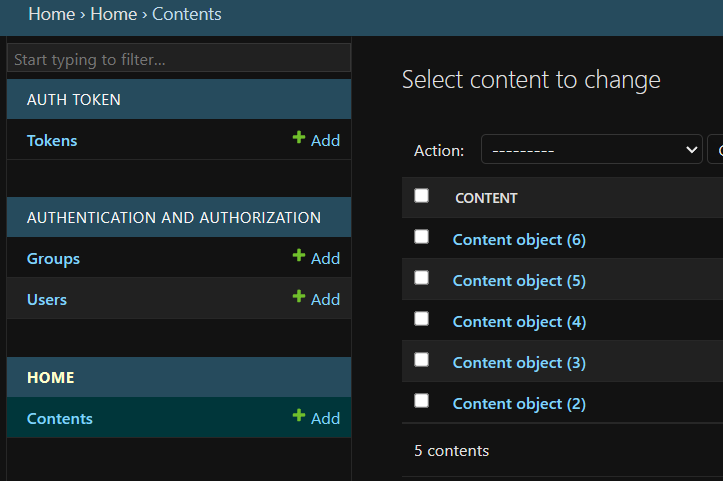 Home › Home › Contents
Start typing to filter...
AUTH TOKEN
Tokens
Add
AUTHENTICATION AND AUTHORIZATION
Groups
Add
Users
Add
HOME
Contents
Add
Select content to change
Action:
---------
CONTENT
Content object (6)
Content object (5)
Content object (4)
Content object (3)
Content object (2)
5 contents